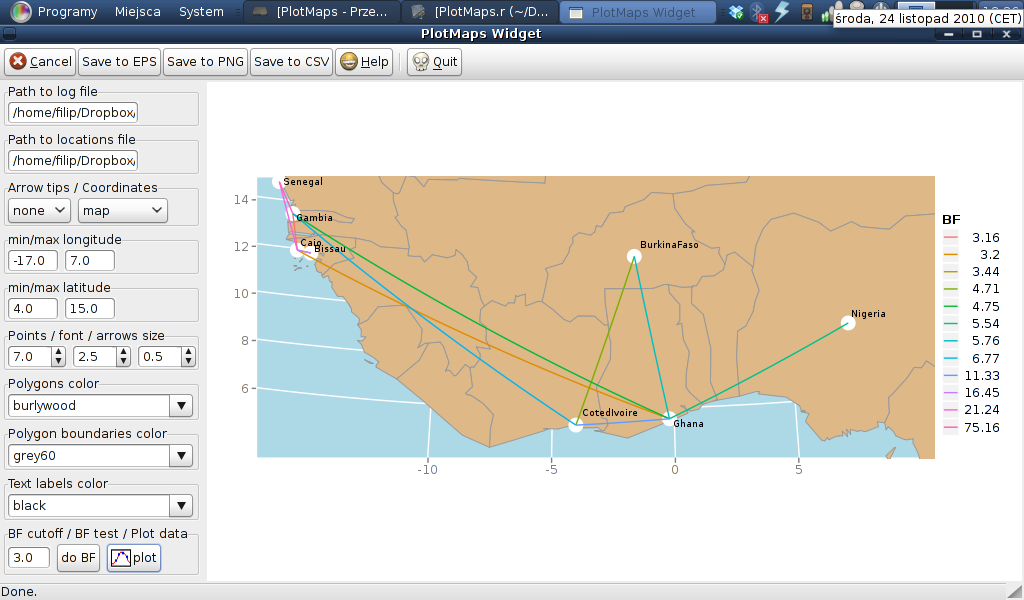 Programy Miejsca System [PlotMaps - Prze... [PlotMaps.r (~/D... PlotMaps Widget
środa, 24 listopad 2010 (CET)
PlotMaps Widget
Cancel Save to EPS Save to PNG Save to CSV Help Quit
Path to log file
/home/filip/Dropbox/
Path to locations file
/home/filip/Dropbox/
Arrow tips / Coordinates
none map
min/max longitude
-17.0 7.0
min/max latitude
4.0 15.0
Points / font / arrows size
7.0 2.5 0.5
Polygons color
burlywood
Polygon boundaries color
grey60
Text labels color
black
BF cutoff / BF test / Plot data
3.0 do BF plot
Senegal
Gambia
Caio
Bissau
BurkinaFaso
Nigeria
CotedIvoire
Ghana
14
12
10
8
6
-10 -5 0 5
BF
3.16
3.2
3.44
4.71
4.75
5.54
5.76
6.77
11.33
16.45
21.24
75.16
Done.